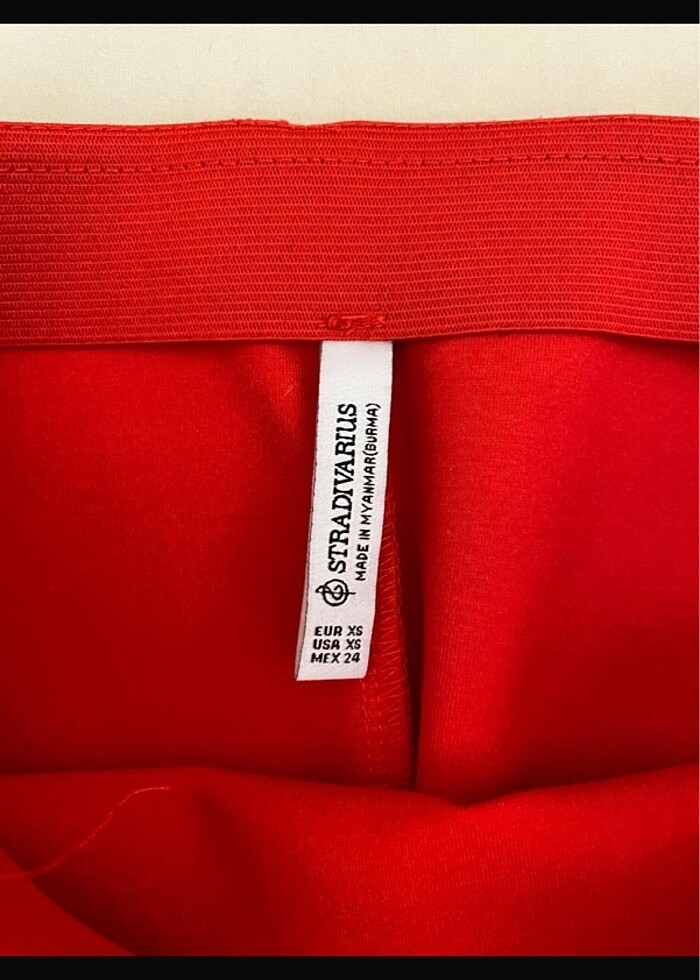 STRADIVARIUS
MADE IN MYANMAR(BURMA)
EUR XS
USA XS
MEX 24